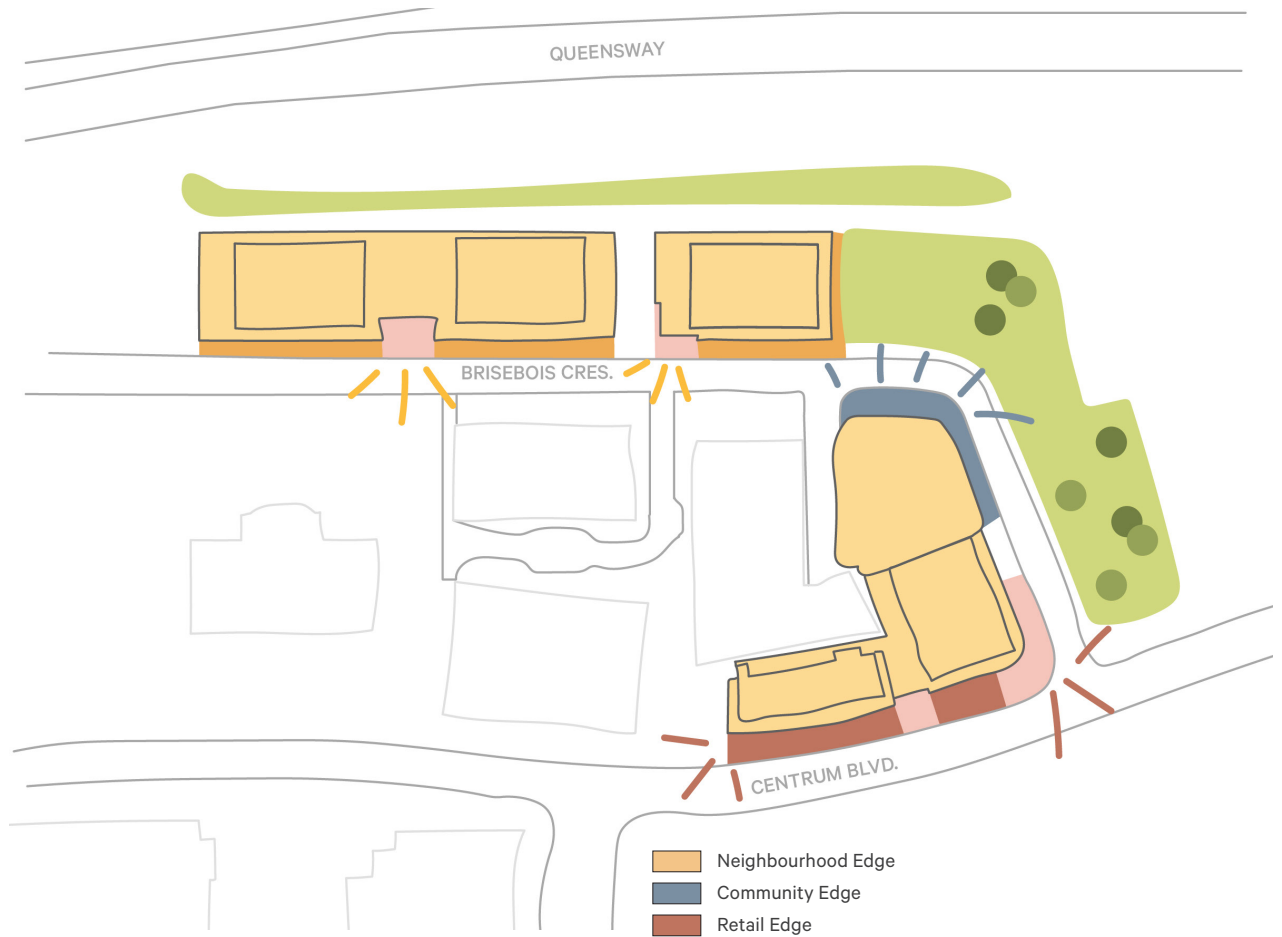 QUEENSWAY
BRISEBOIS CRES.
CENTRUM BLVD.
Neighbourhood Edge
Community Edge
Retail Edge